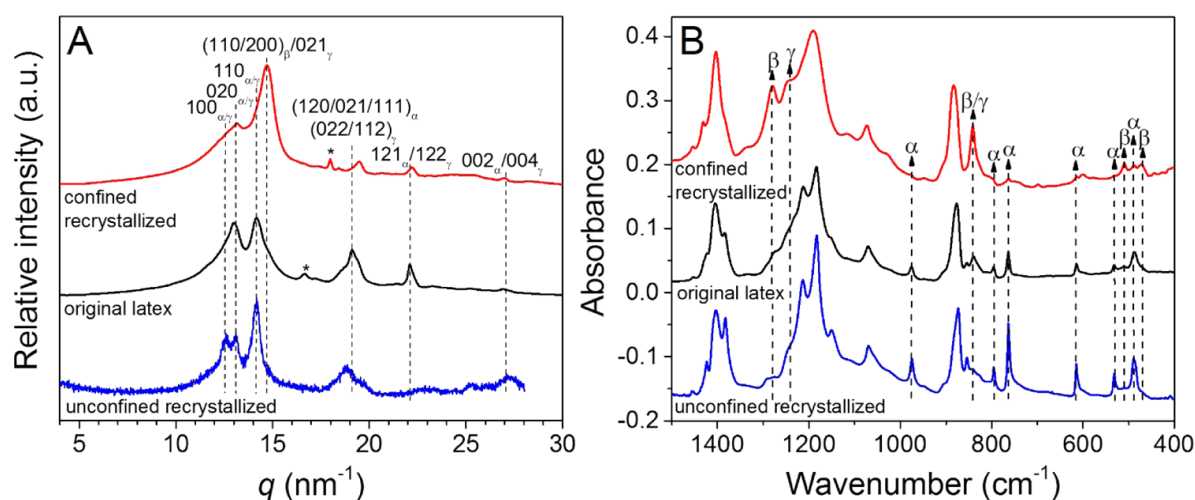 A
Relative intensity (a.u.)
(110/200)β/021γ
110α/γ
020α/γ
100α/γ
(120/021/111)α
(022/112)γ
121α/122γ
002α/004γ
*
confined
recrystallized
*
original latex
unconfined recrystallized
5 10 15 20 25 30
q (nm⁻¹)
B
Absorbance
0.4
0.3
0.2
0.1
0.0
-0.1
-0.2
β γ
β/γ
α α α α α β α β
confined
recrystallized
original latex
unconfined recrystallized
1400 1200 1000 800 600 400
Wavenumber (cm⁻¹)